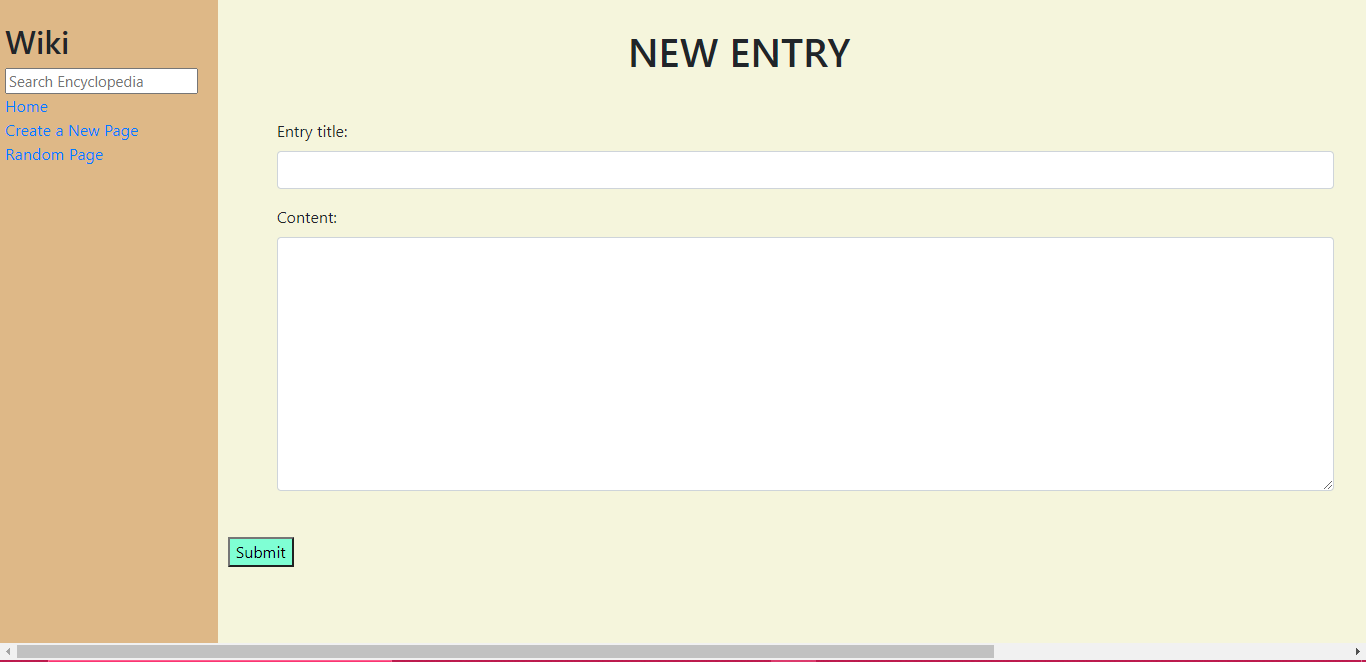 Wiki
Search Encyclopedia
Home
Create a New Page
Random Page
NEW ENTRY
Entry title:
Content:
Submit